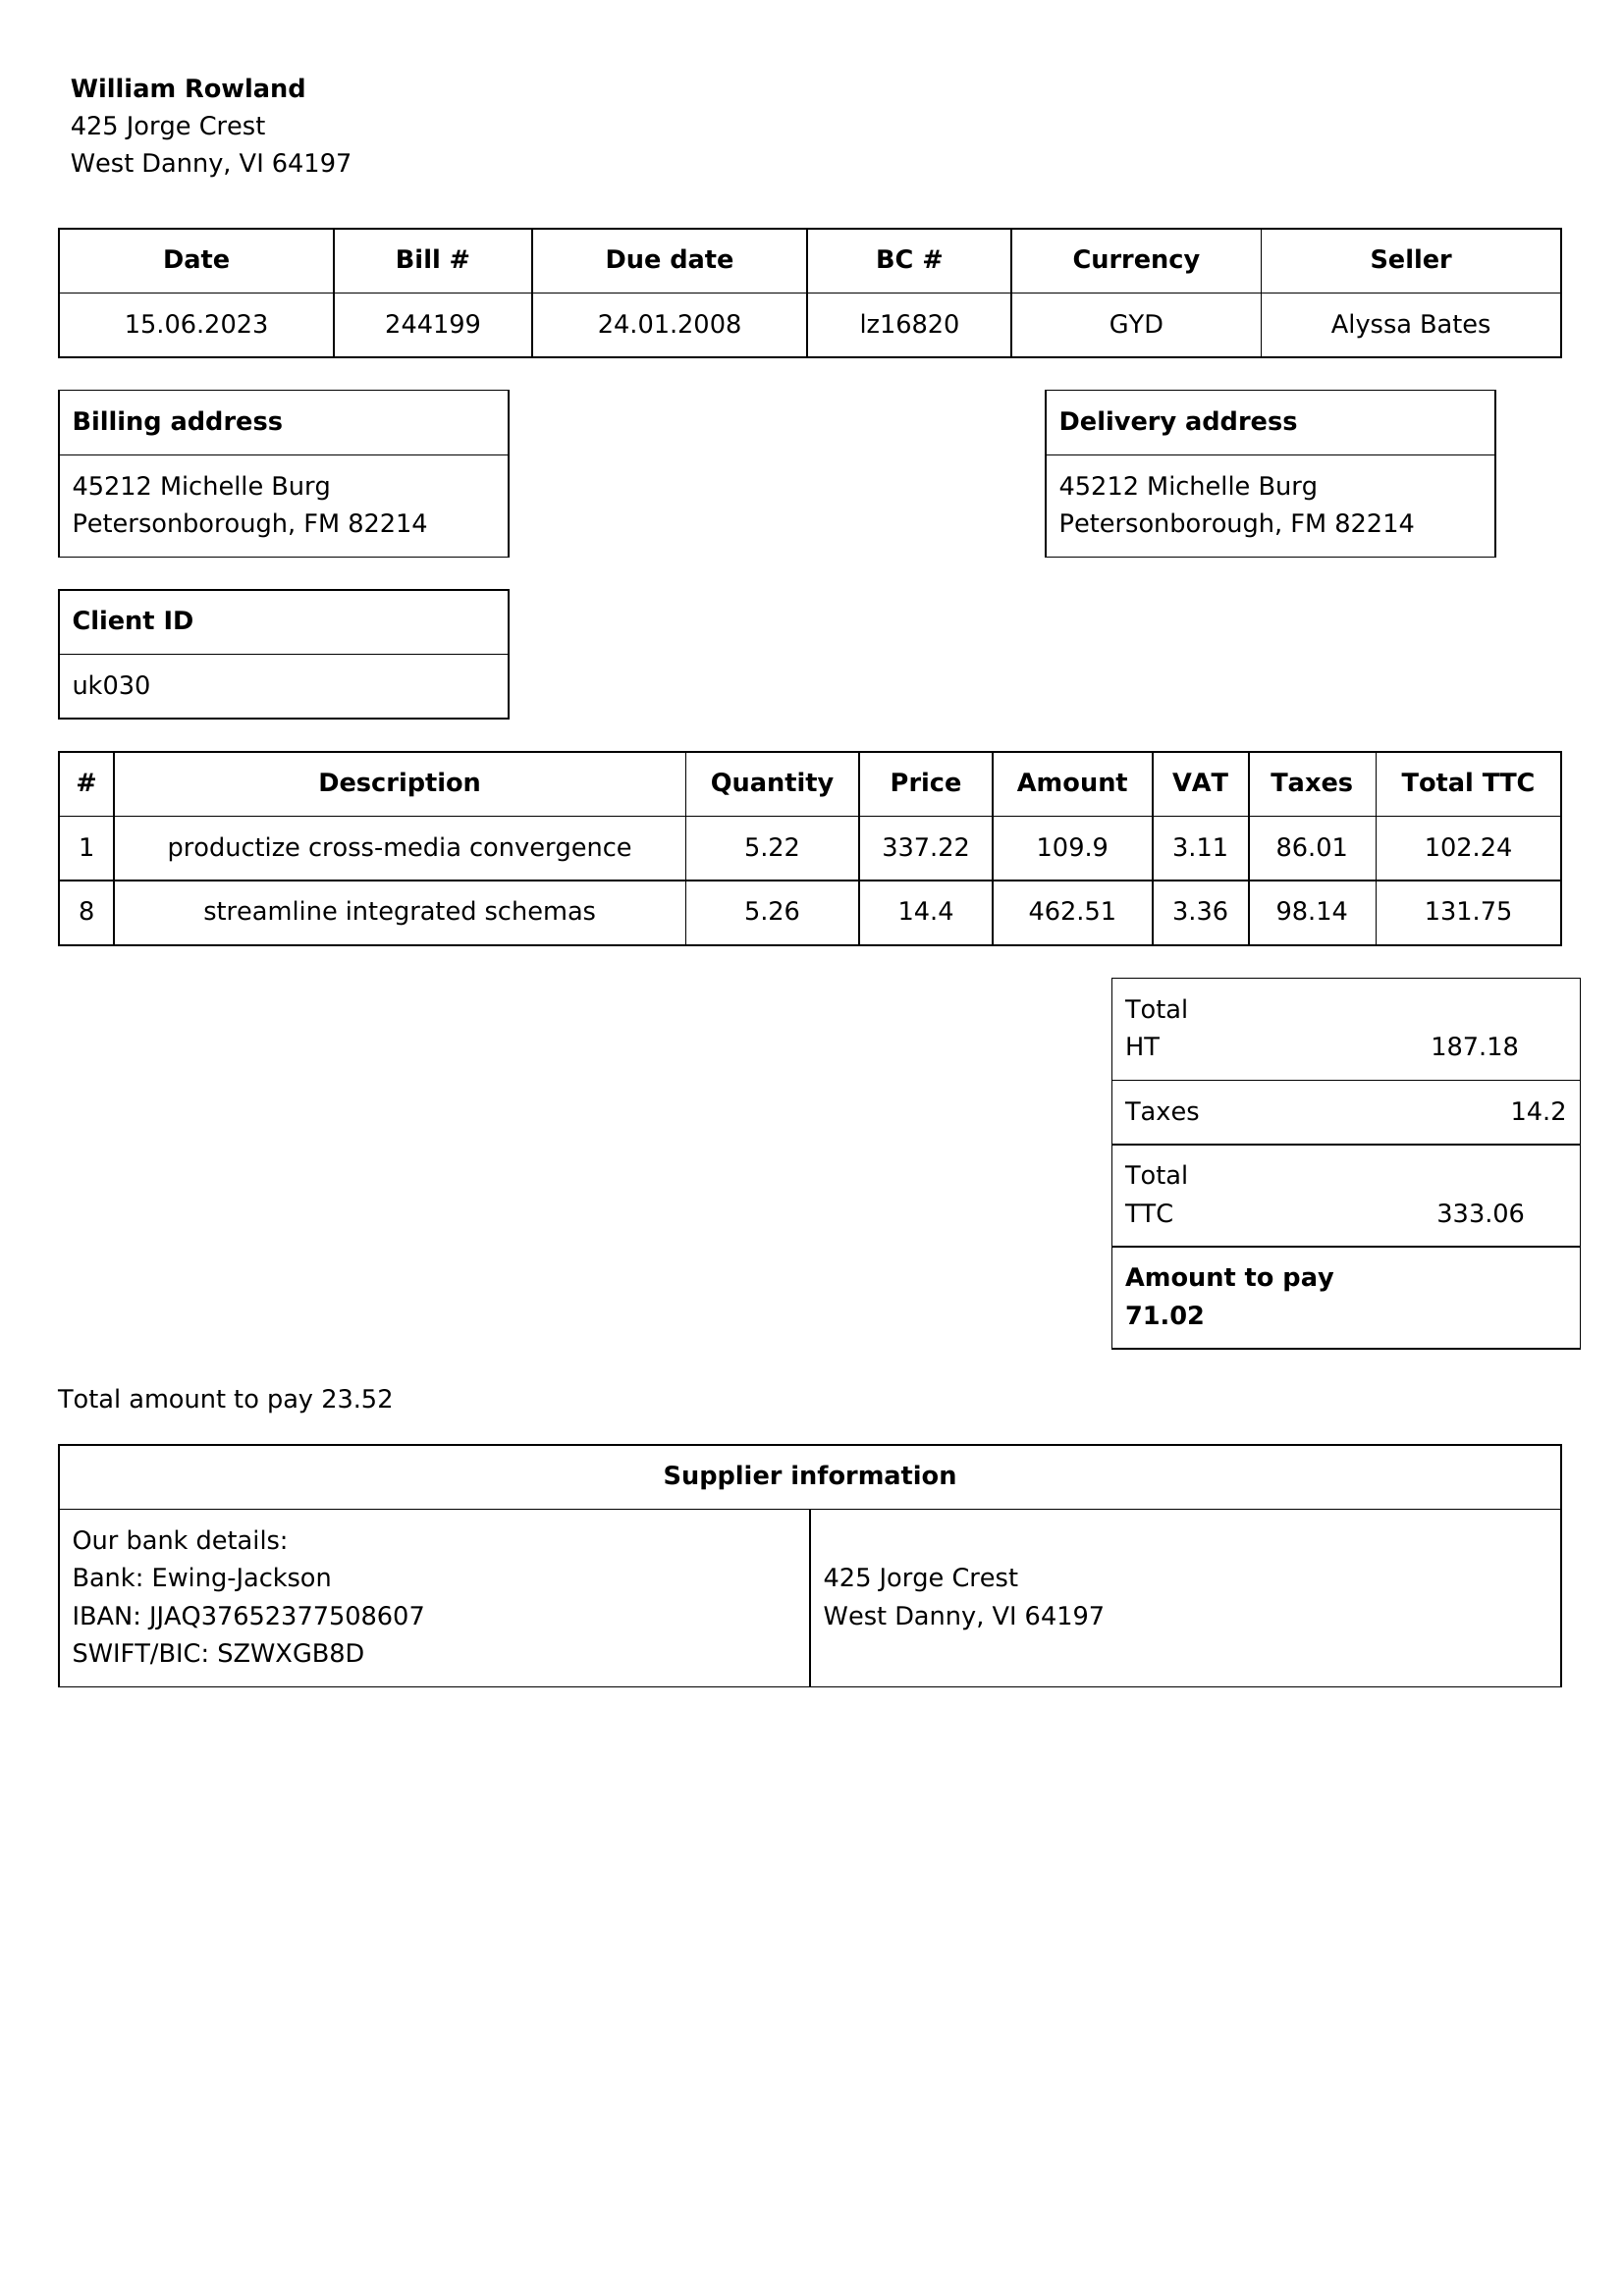 William Rowland
425 Jorge Crest
West Danny, VI 64197
Date Bill # Due date BC # Currency Seller
15.06.2023 244199 24.01.2008 lz16820 GYD Alyssa Bates
Billing address
45212 Michelle Burg
Petersonborough, FM 82214
Delivery address
45212 Michelle Burg
Petersonborough, FM 82214
Client ID
uk030
# Description Quantity Price Amount VAT Taxes Total TTC
1 productize cross-media convergence 5.22 337.22 109.9 3.11 86.01 102.24
8 streamline integrated schemas 5.26 14.4 462.51 3.36 98.14 131.75
Total
HT 187.18
Taxes 14.2
Total
TTC 333.06
Amount to pay
71.02
Total amount to pay 23.52
Supplier information
Our bank details:
Bank: Ewing-Jackson
IBAN: JJAQ37652377508607
SWIFT/BIC: SZWXGB8D
425 Jorge Crest
West Danny, VI 64197